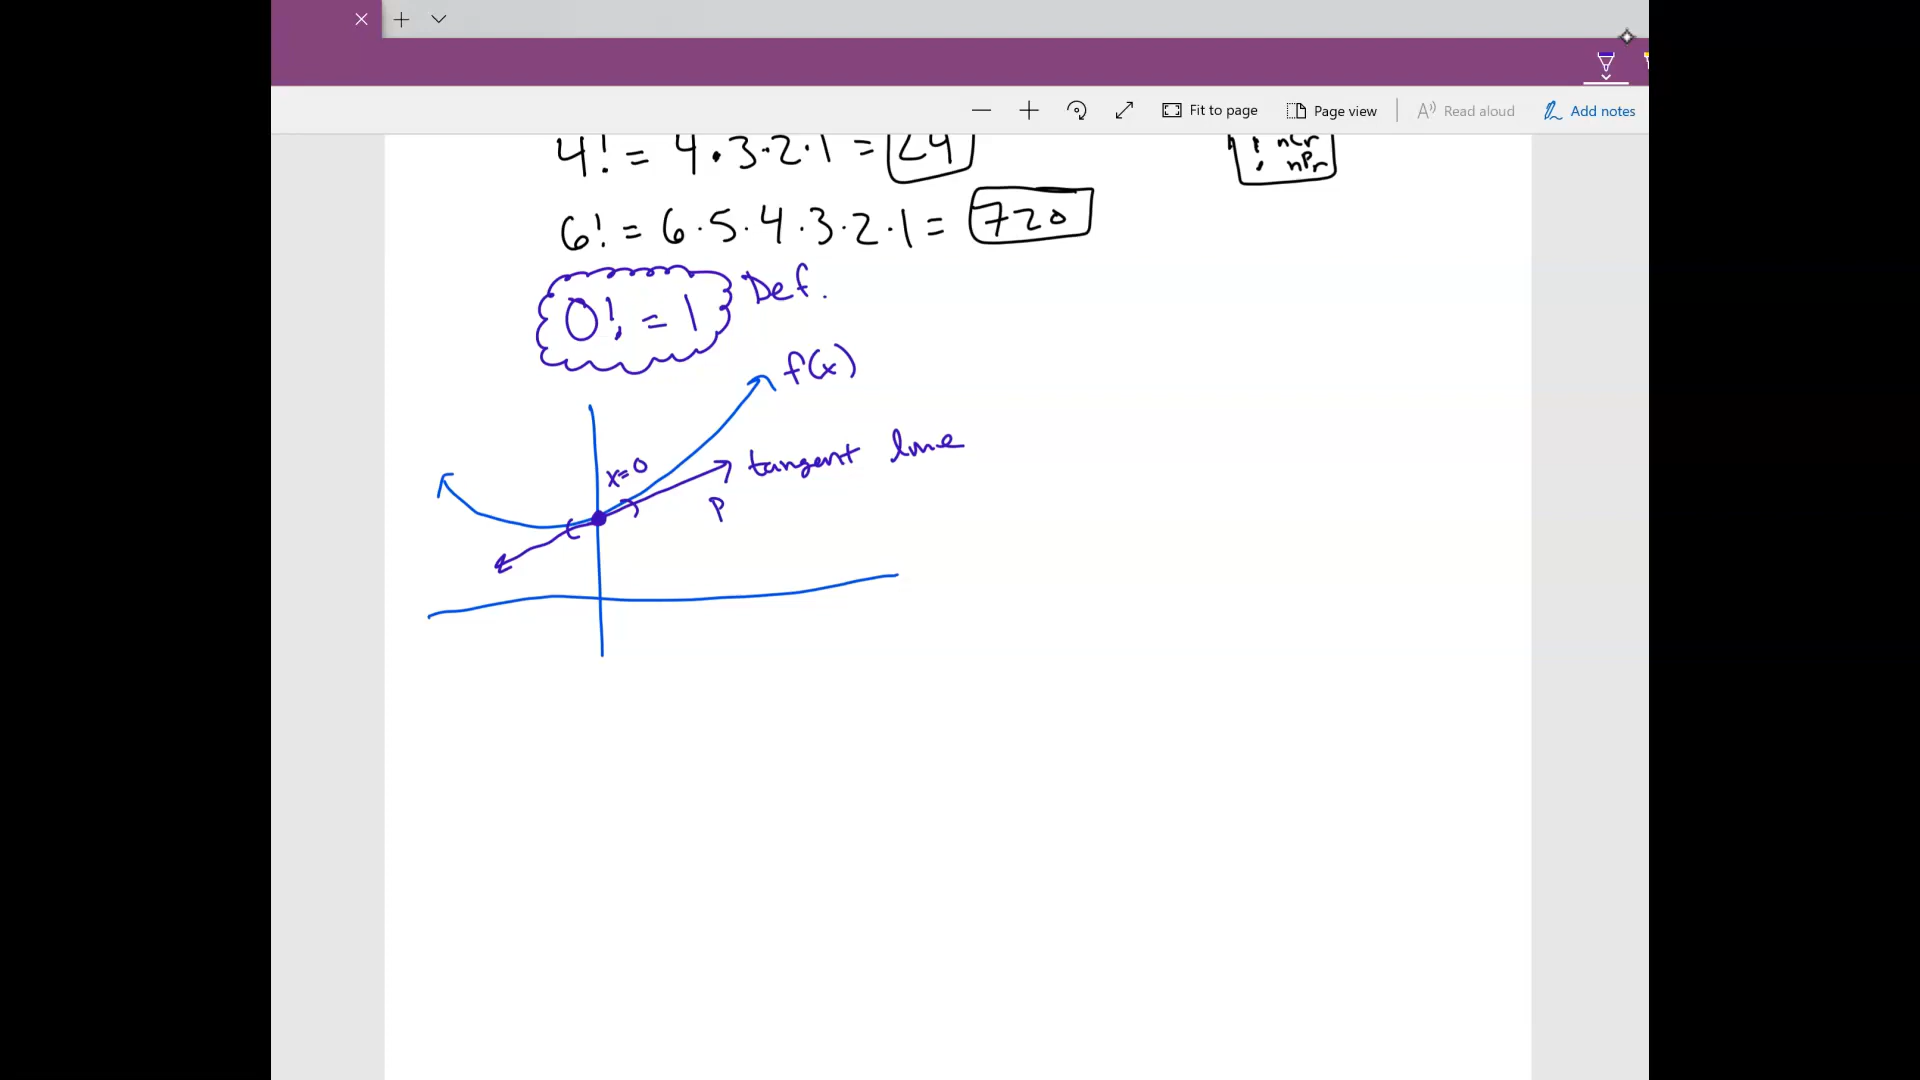 Fit to page
Page view
Read aloud
Add notes
4! = 4·3·2·1 = 24
! nCr
nPr
6! = 6·5·4·3·2·1 = 720
0! = 1 Def.
f(x)
x=0
tangent line
P